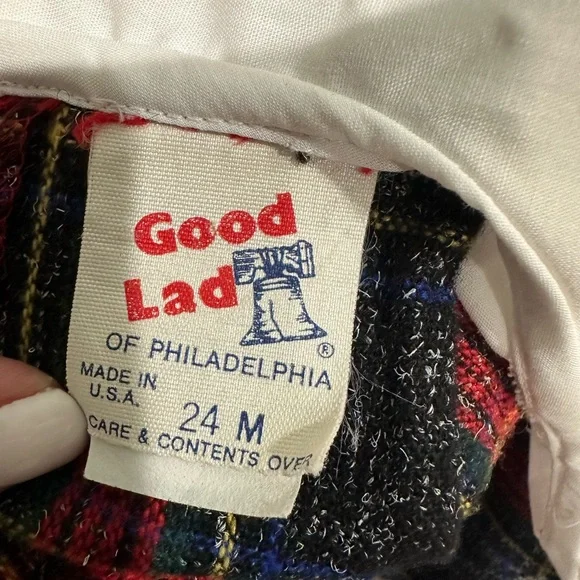 Good
Lad
®
OF PHILADELPHIA
MADE IN
U.S.A.
24 M
CARE & CONTENTS OVER